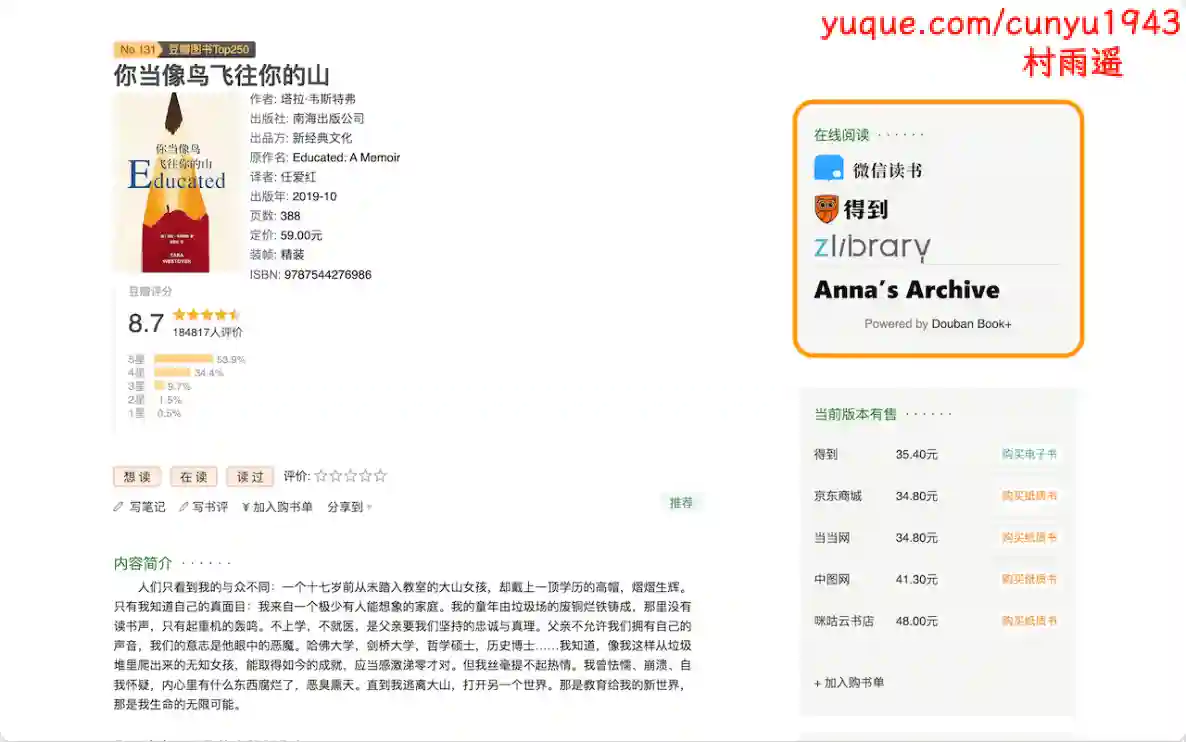 yuque.com/cunyu1943
村雨遥
No. 131 豆瓣图书Top250
你当像鸟飞往你的山
你当像鸟
飞往你的山
Educated
TARA
WESTOVER
作者: 塔拉·韦斯特弗
出版社: 南海出版公司
出品方: 新经典文化
原作名: Educated: A Memoir
译者: 任爱红
出版年: 2019-10
页数: 388
定价: 59.00元
装帧: 精装
ISBN: 9787544276986
豆瓣评分
8.7
184817人评价
5星 53.9%
4星 34.4%
3星 9.7%
2星 1.5%
1星 0.5%
想读 在读 读过 评价:
写笔记 写书评 ¥加入购书单 分享到
推荐
内容简介 · · · · · ·
人们只看到我的与众不同：一个十七岁前从未踏入教室的大山女孩，却戴上一顶学历的高帽，熠熠生辉。
只有我知道自己的真面目：我来自一个极少有人能想象的家庭。我的童年由垃圾场的废铜烂铁铸成，那里没有
读书声，只有起重机的轰鸣。不上学，不就医，是父亲要我们坚持的忠诚与真理。父亲不允许我们拥有自己的
声音，我们的意志是他眼中的恶魔。哈佛大学，剑桥大学，哲学硕士，历史博士……我知道，像我这样从垃圾
堆里爬出来的无知女孩，能取得如今的成就，应当感激涕零才对。但我丝毫提不起热情。我曾怯懦、崩溃、自
我怀疑，内心里有什么东西腐烂了，恶臭熏天。直到我逃离大山，打开另一个世界。那是教育给我的新世界，
那是我生命的无限可能。
在线阅读 · · · · · ·
微信读书
得到
zlibrary
Anna's Archive
Powered by Douban Book+
当前版本有售 · · · · · ·
得到 35.40元 购买电子书
京东商城 34.80元 购买纸质书
当当网 34.80元 购买纸质书
中图网 41.30元 购买纸质书
咪咕云书店 48.00元 购买纸质书
+ 加入购书单